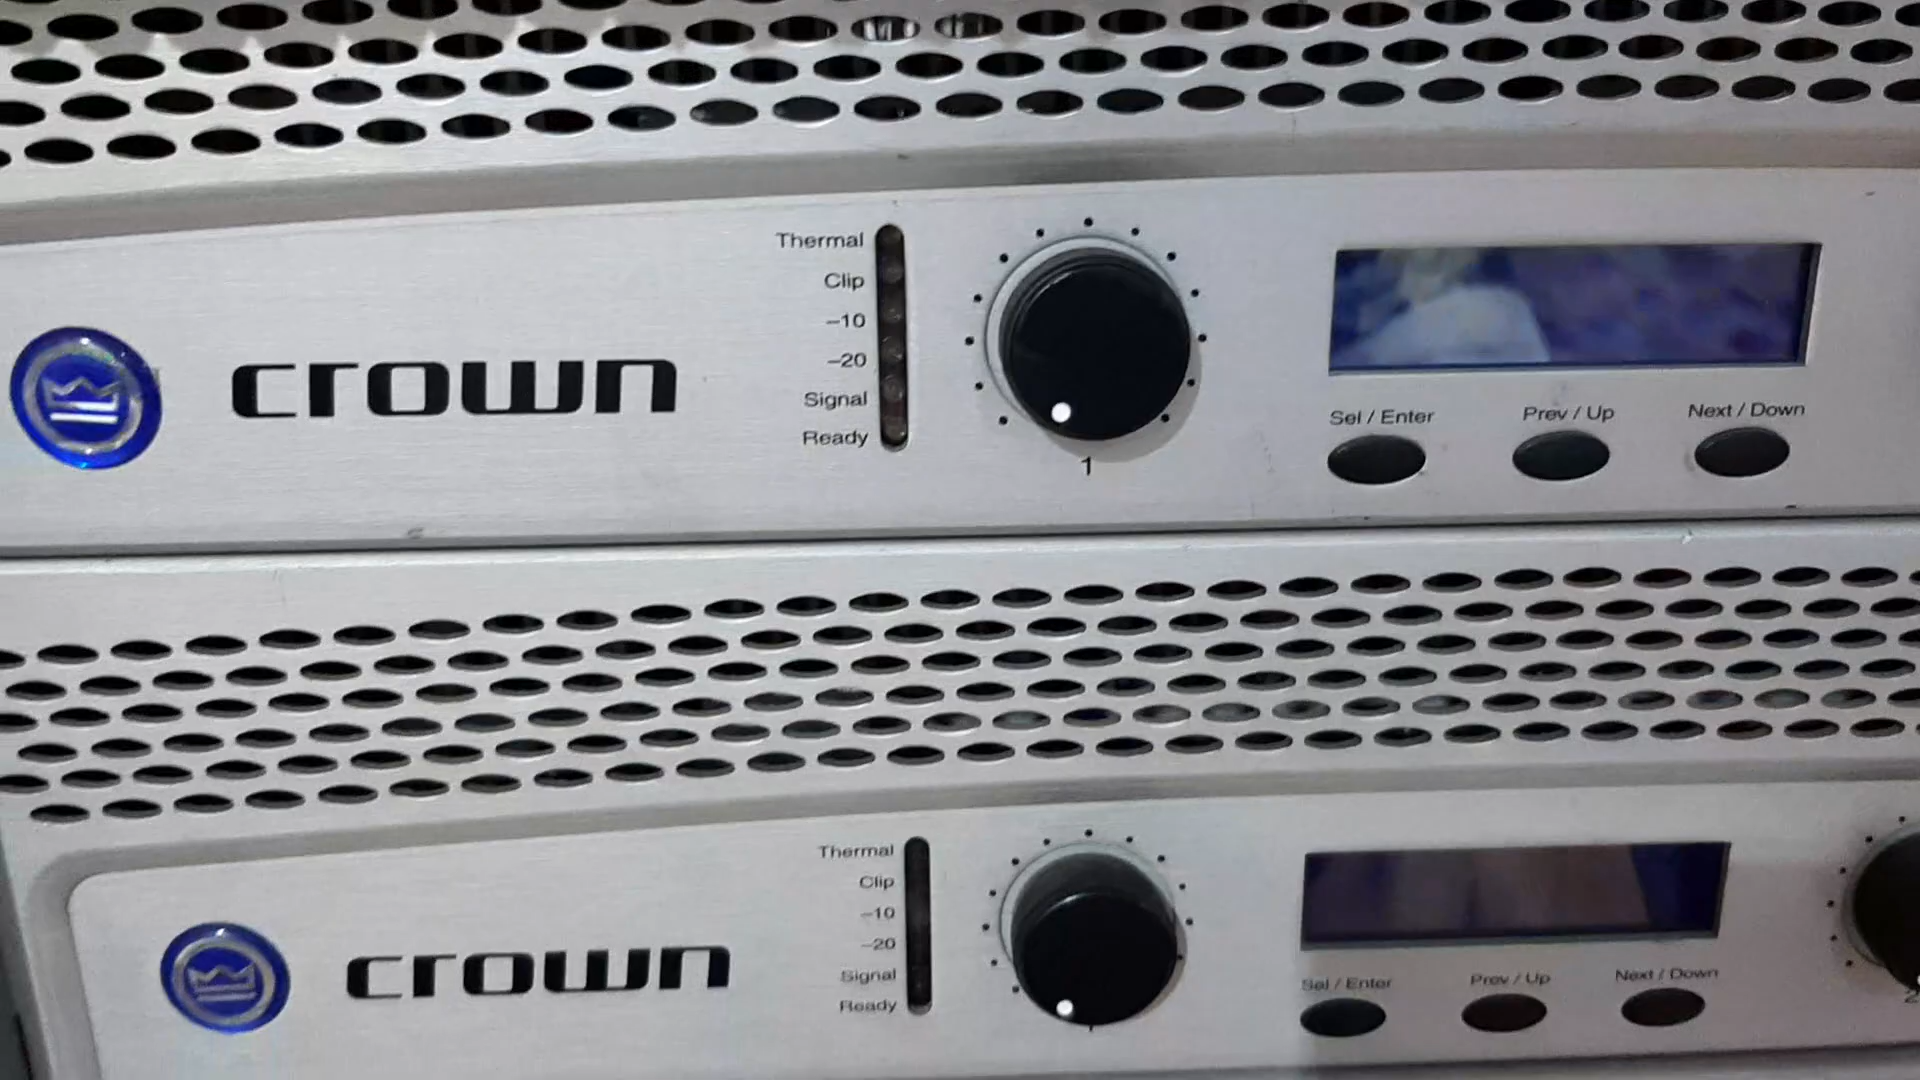 Thermal
Clip
–10
–20
Signal
Ready
crown
1
Sel / Enter
Prev / Up
Next / Down
Thermal
Clip
–10
–20
Signal
Ready
crown
Sel / Enter
Prev / Up
Next / Down
2